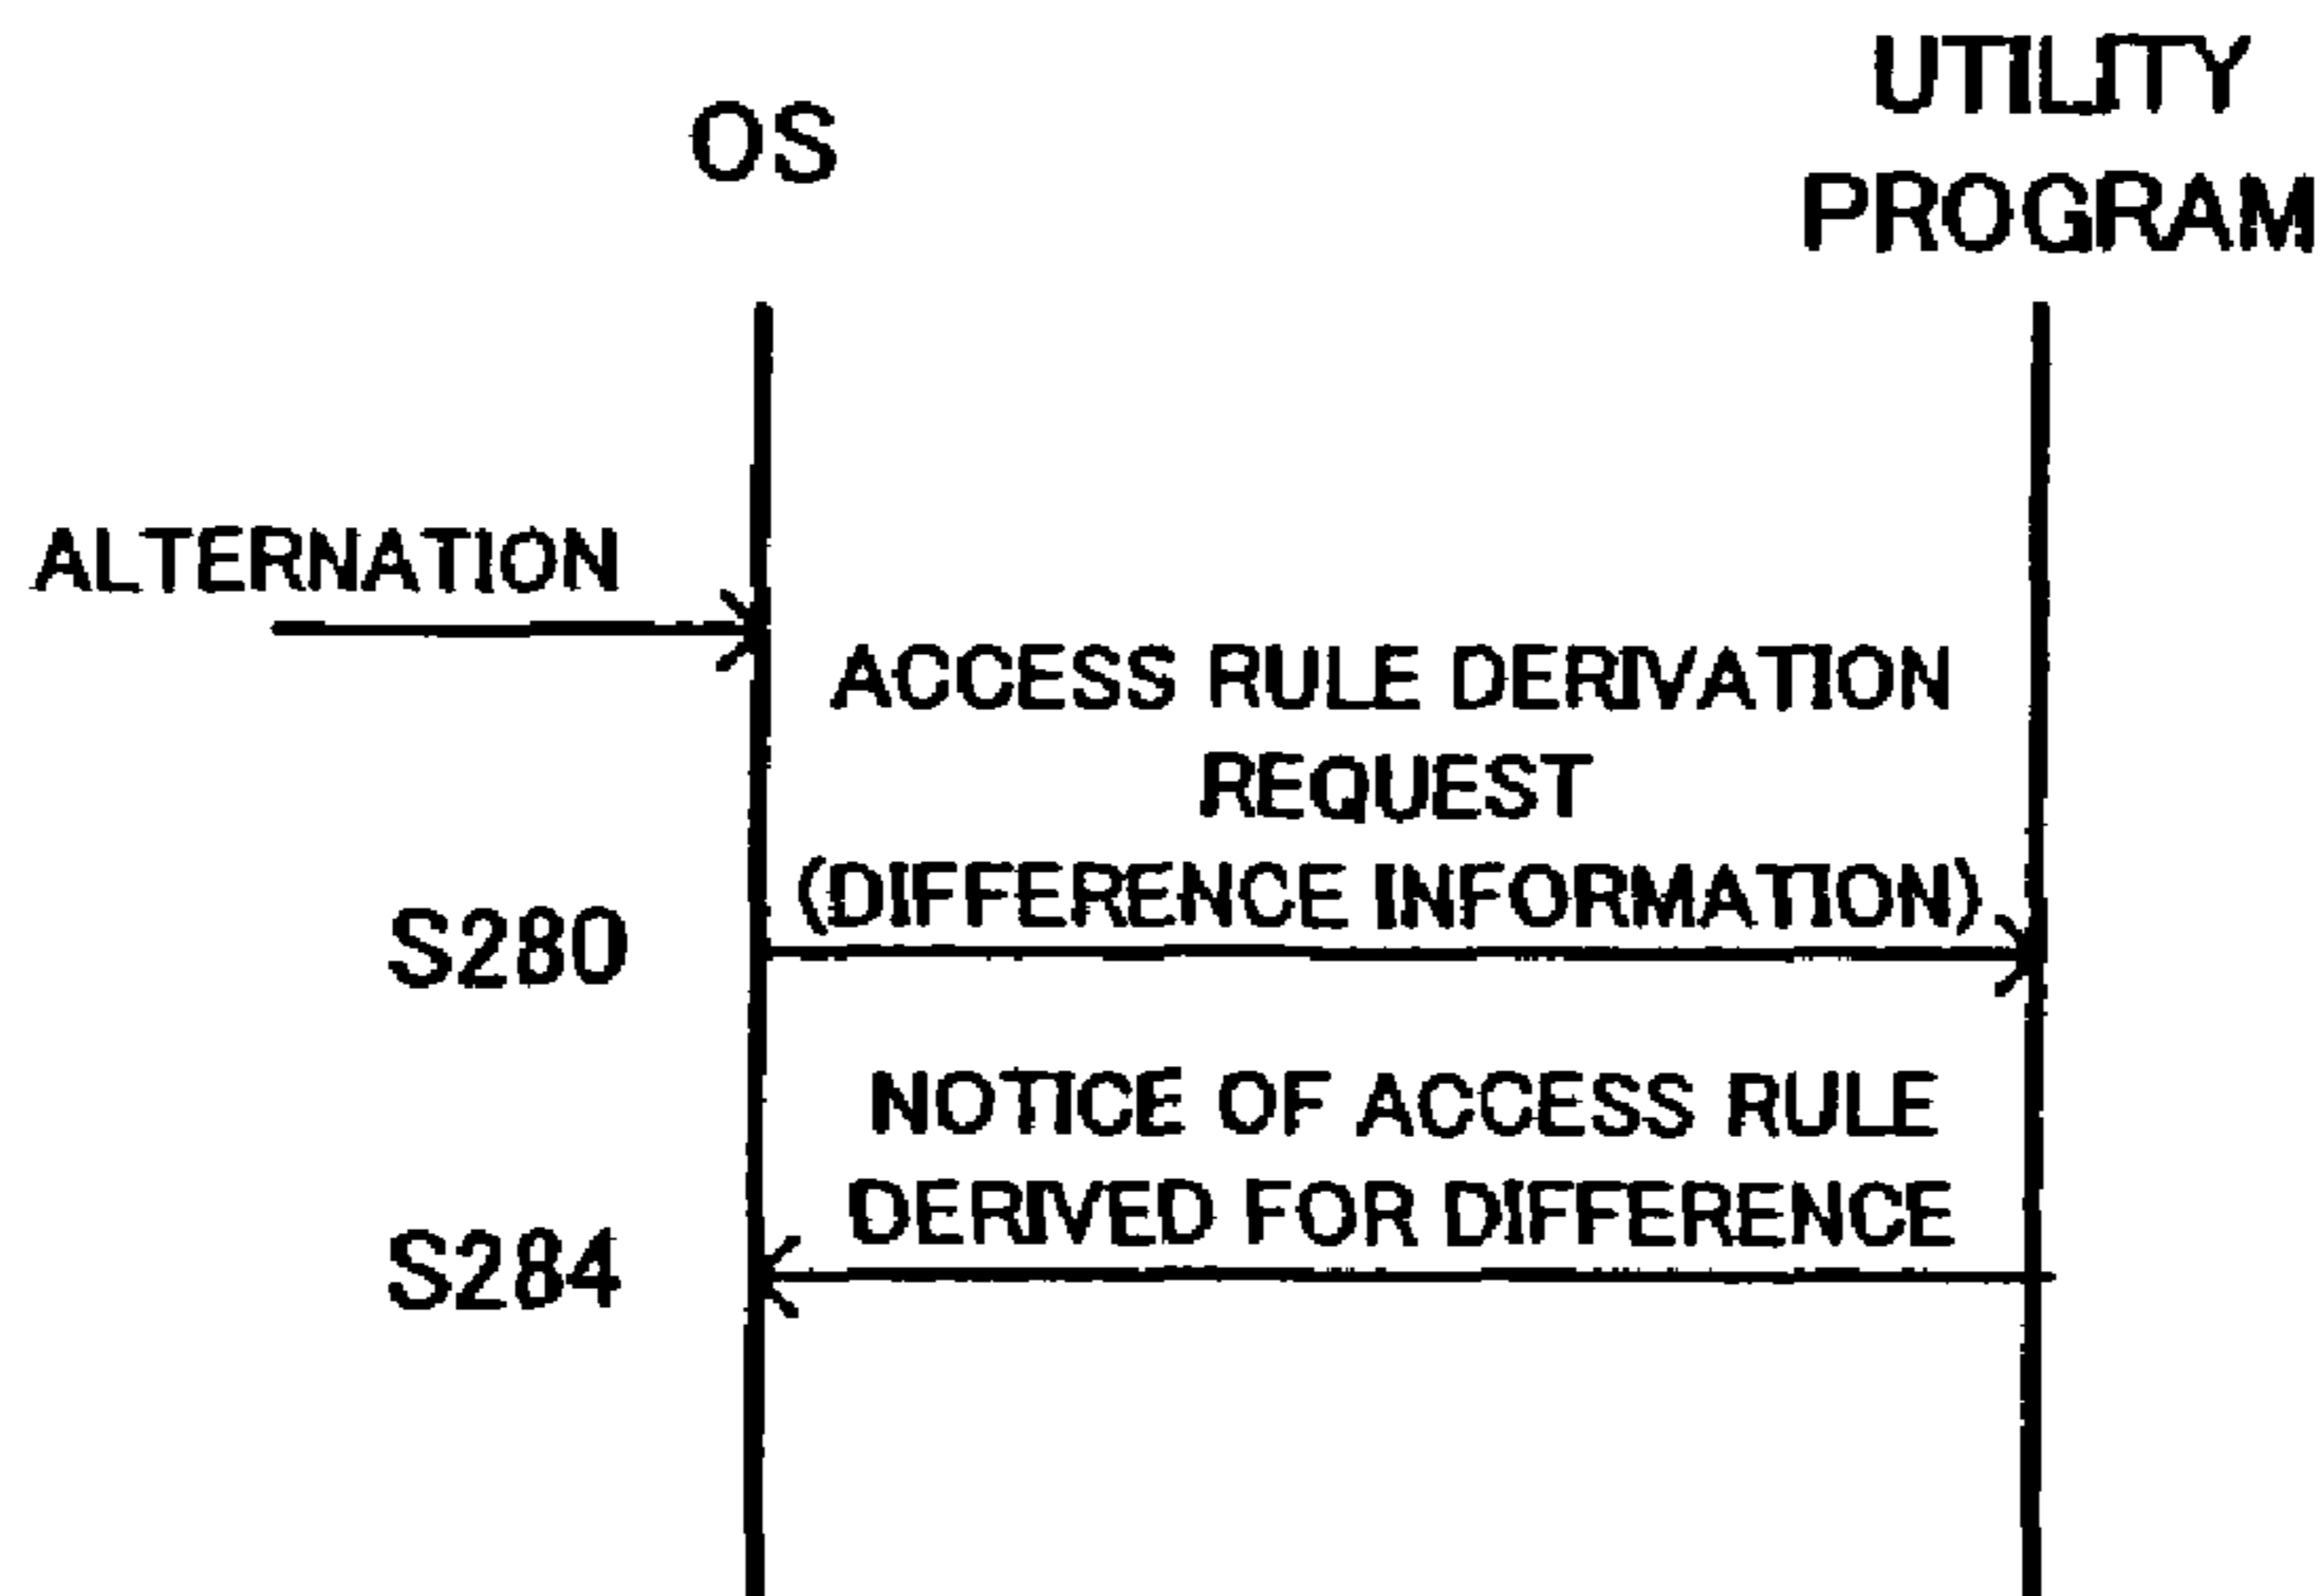 OS
UTILITY
PROGRAM
ALTERNATION
ACCESS RULE DERIVATION
REQUEST
(DIFFERENCE INFORMATION)
S280
NOTICE OF ACCESS RULE
DERIVED FOR DIFFERENCE
S284